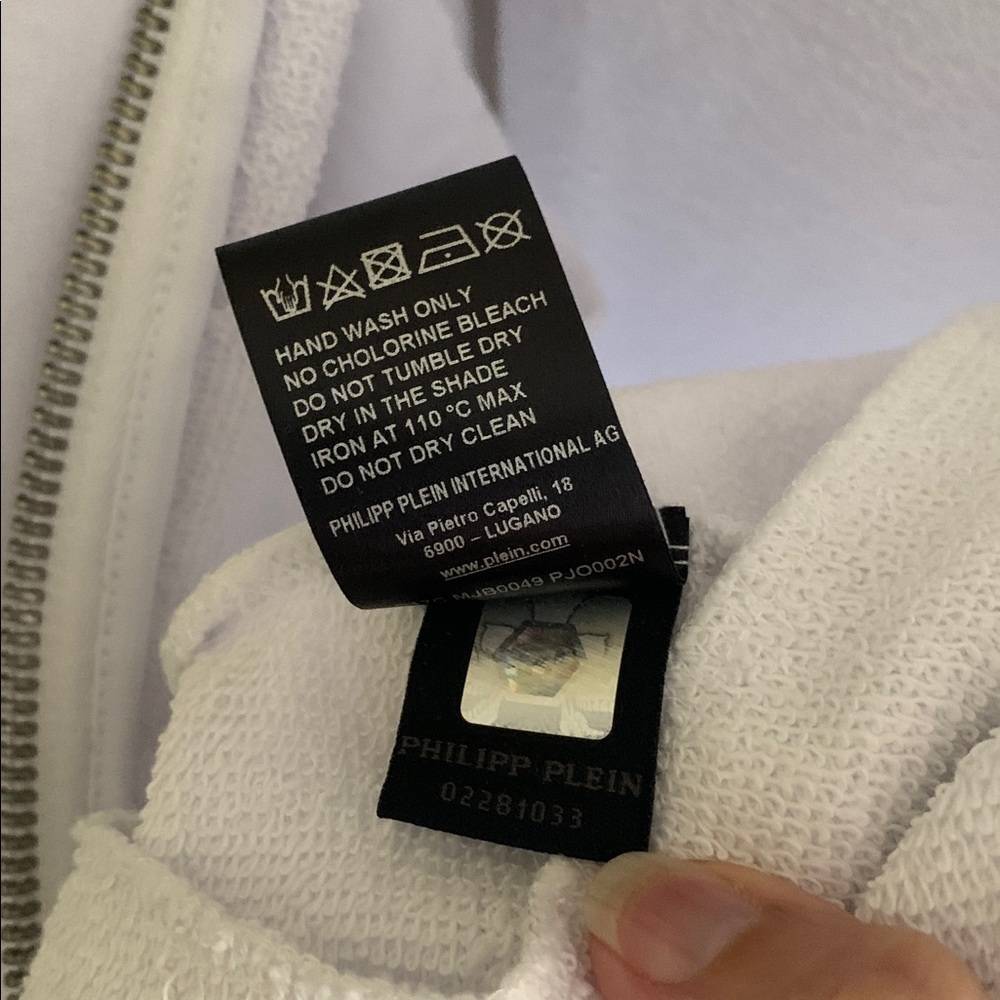 HAND WASH ONLY
NO CHOLORINE BLEACH
DO NOT TUMBLE DRY
DRY IN THE SHADE
IRON AT 110 °C MAX
DO NOT DRY CLEAN
PHILIPP PLEIN INTERNATIONAL AG
Via Pietro Capelli, 18
6900 – LUGANO
www.plein.com
MJB0049 PJO002N
PHILIPP PLEIN
02281033